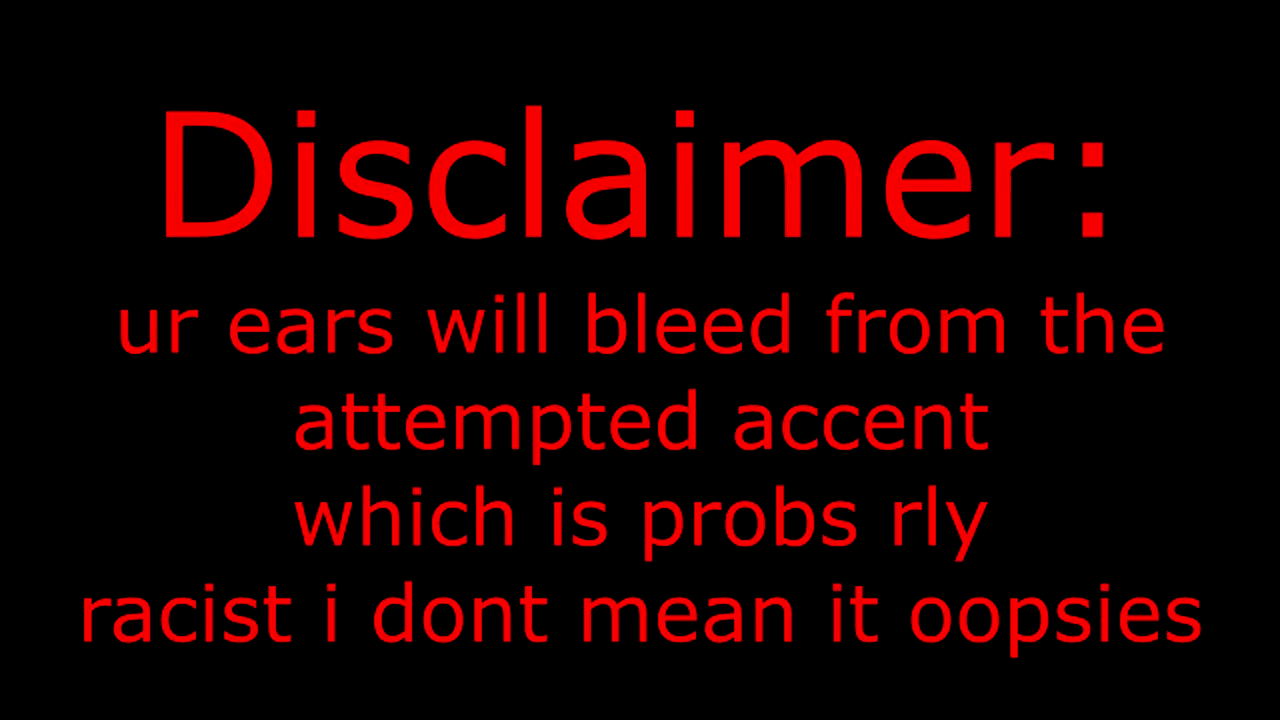 Disclaimer:
ur ears will bleed from the
attempted accent
which is probs rly
racist i dont mean it oopsies